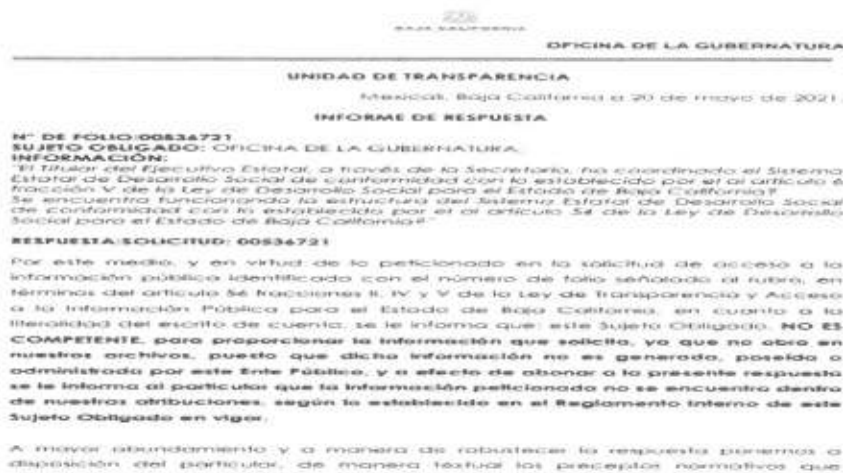 BAJA CALIFORNIA
OFICINA DE LA GUBERNATURA
UNIDAD DE TRANSPARENCIA
Mexicali, Baja California a 20 de mayo de 2021.
INFORME DE RESPUESTA
N° DE FOLIO:00536721
SUJETO OBLIGADO: OFICINA DE LA GUBERNATURA.
INFORMACIÓN:
"El Titular del Ejecutivo Estatal, a través de la Secretaría, ha coordinado el Sistema
Estatal de Desarrollo Social de conformidad con lo establecido por el al artículo 6
fracción V de la Ley de Desarrollo Social para el Estado de Baja California?
Se encuentra funcionando la estructura del Sistema Estatal de Desarrollo Social
de conformidad con lo establecido por el al artículo 54 de la Ley de Desarrollo
Social para el Estado de Baja California?"
RESPUESTA SOLICITUD: 00536721
Por este medio, y en virtud de lo peticionado en la solicitud de acceso a la
información pública identificado con el número de folio señalado al rubro, en
términos del artículo 56 fracciones II, IV y V de la Ley de Transparencia y Acceso
a la Información Pública para el Estado de Baja California, en cuanto a la
literalidad del escrito de cuenta, se le informa que: este Sujeto Obligado, NO ES
COMPETENTE, para proporcionar la información que solicita, ya que no obra en
nuestros archivos, puesto que dicha información no es generada, poseída o
administrada por este Ente Público, y a efecto de abonar a la presente respuesta
se le informa al particular que la información peticionada no se encuentra dentro
de nuestras atribuciones, según lo establecido en el Reglamento Interno de este
Sujeto Obligado en vigor.
A mayor abundamiento y a manera de robustecer la respuesta ponemos a
disposición del particular, de manera textual los preceptos normativos que